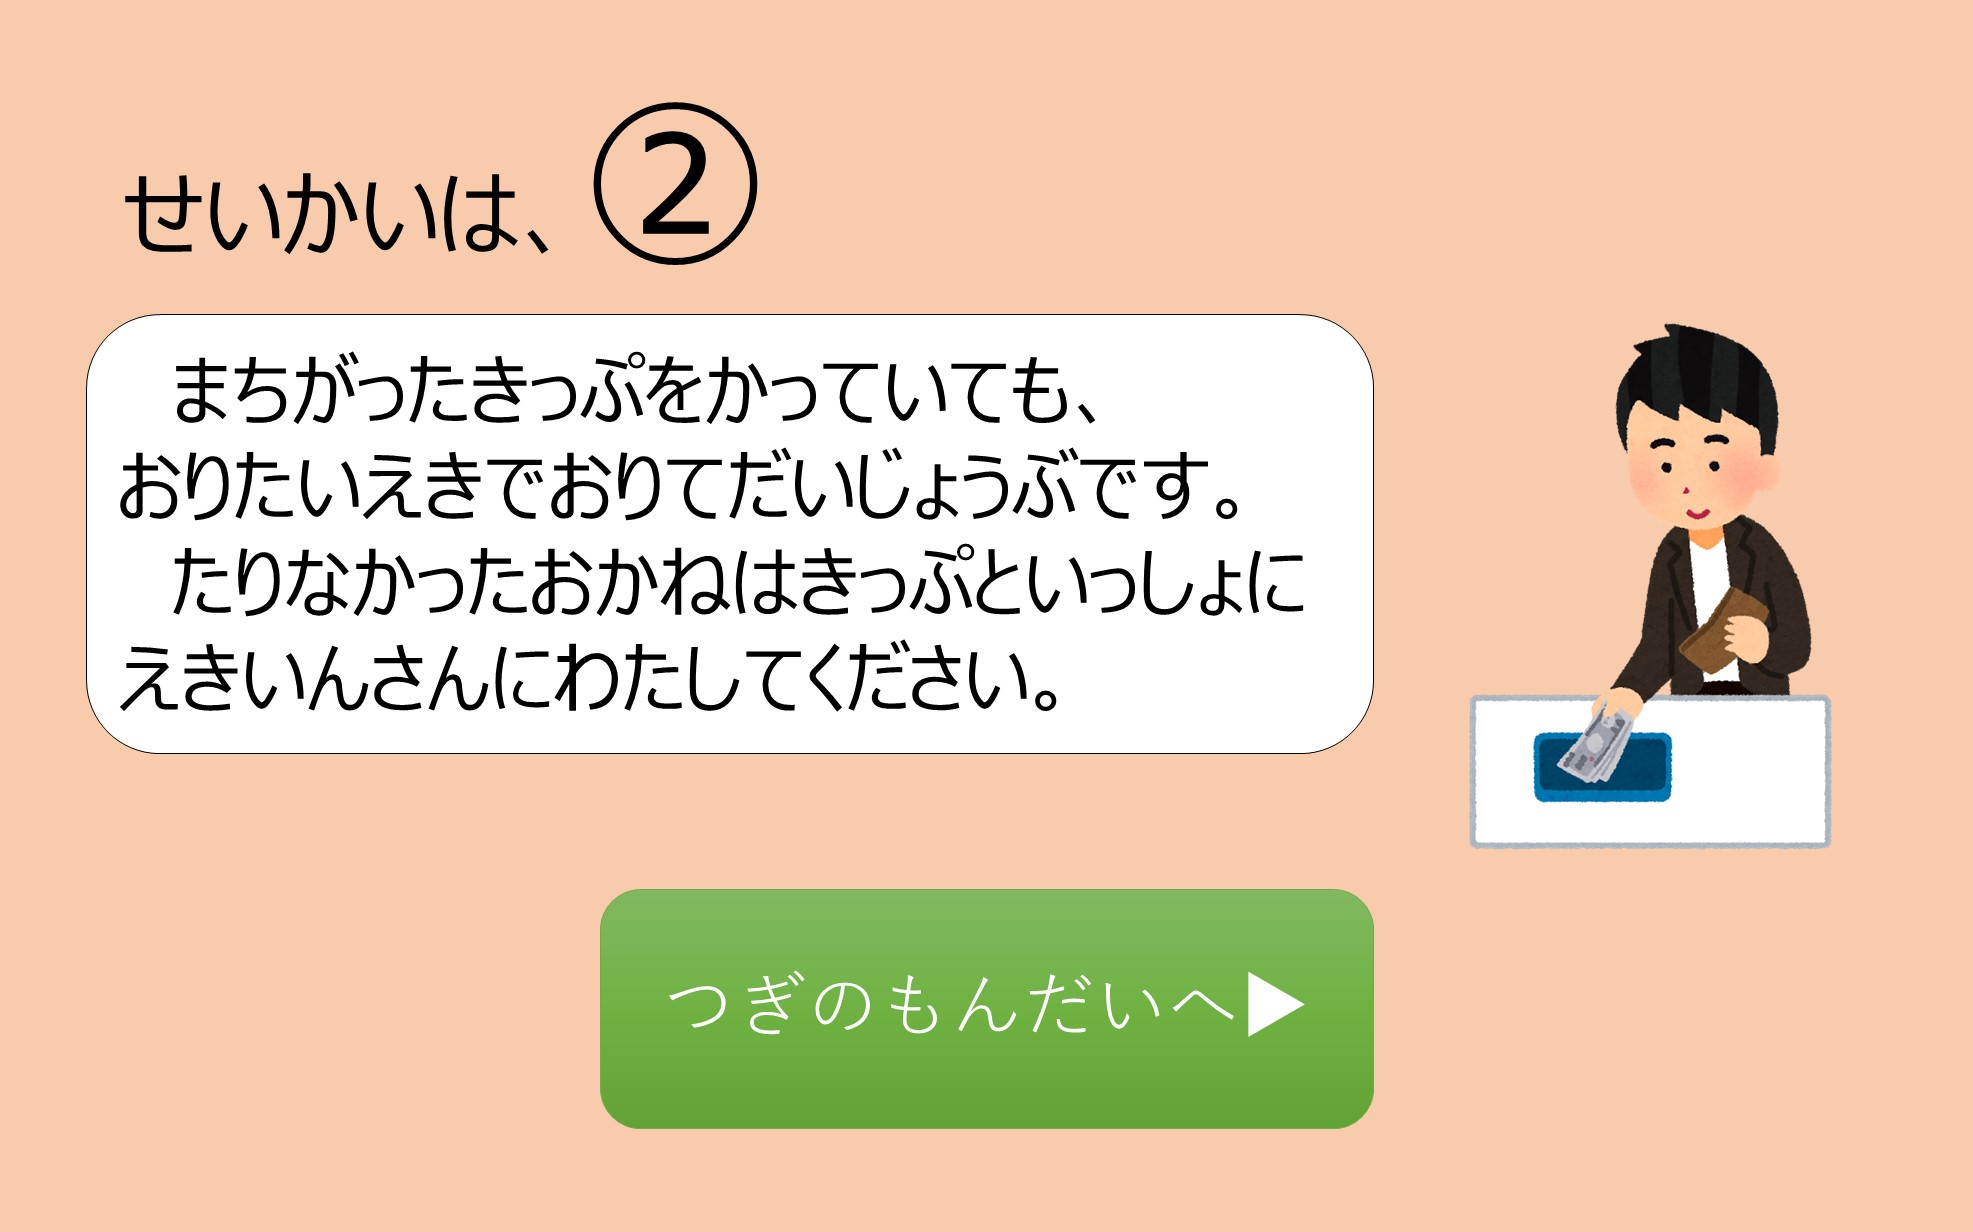 せいかいは、②
まちがったきっぷをかっていても、
おりたいえきでおりてだいじょうぶです。
たりなかったおかねはきっぷといっしょに
えきいんさんにわたしてください。
つぎのもんだいへ▶